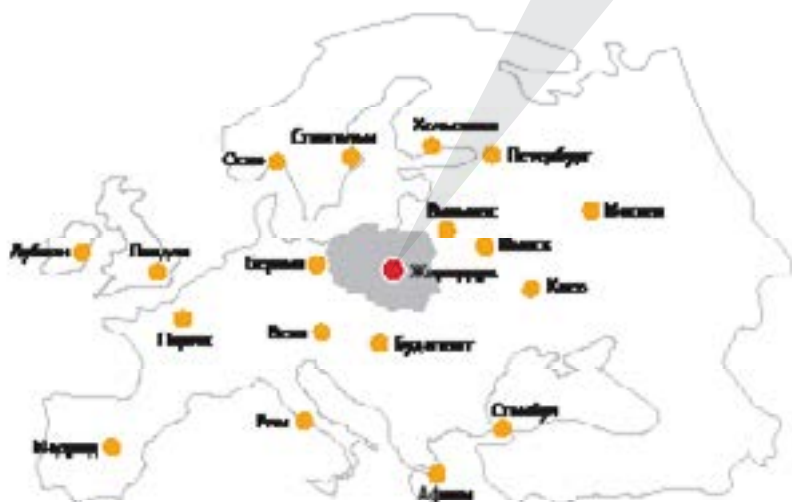 Хельсинки
Стокгольм
Осло
Петербург
Вильнюс
Москва
Минск
Дублин
Лондон
Берлин
Киев
Париж
Вена
Будапешт
Стамбул
Рим
Мадрид
Афины